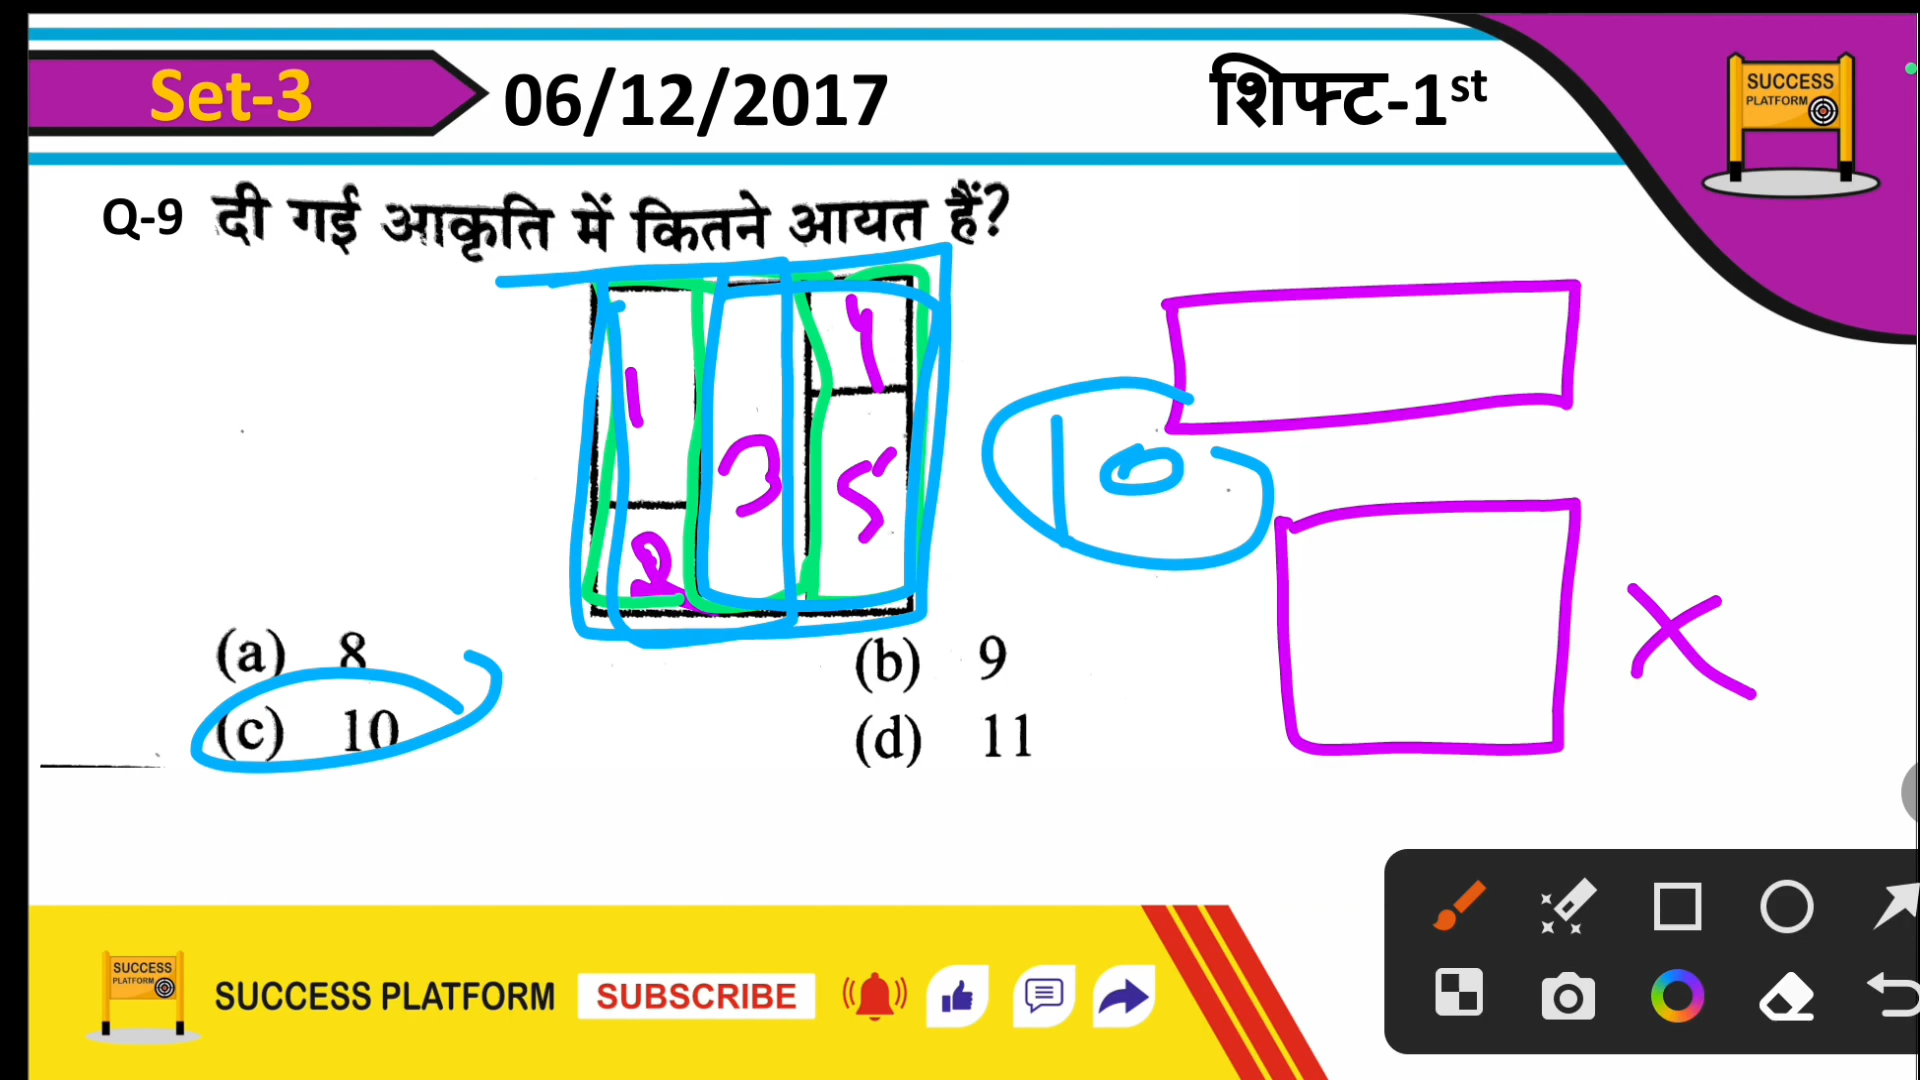 Set-3
06/12/2017
शिफ्ट-1st
SUCCESS
PLATFORM
Q-9 दी गई आकृति में कितने आयत हैं?
1
2
3
4
5
10
(a) 8
(b) 9
(c) 10
(d) 11
SUCCESS
PLATFORM
SUCCESS PLATFORM
SUBSCRIBE